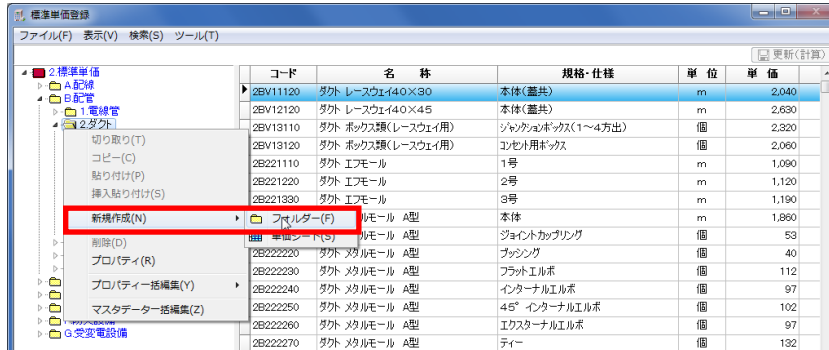 標準単価登録
ファイル(F) 表示(V) 検索(S) ツール(T)
更新(計算)
2.標準単価
A.配線
B.配管
1.電線管
2.ダクト
切り取り(T)
コピー(C)
貼り付け(P)
挿入貼り付け(S)
新規作成(N)
削除(D)
プロパティ(R)
プロパティ一括編集(Y)
マスタデータ一括編集(Z)
フォルダー(F)
単価シート(S)
G.受変電設備
コード 名 称 規格・仕様 単 位 単 価
2BV11120 ダクト レースウェイ40×30 本体(蓋共) m 2,040
2BV12120 ダクト レースウェイ40×45 本体(蓋共) m 2,630
2BV13110 ダクト ボックス類(レースウェイ用) ジャンクションボックス(1～4方出) 個 2,320
2BV13120 ダクト ボックス類(レースウェイ用) コンセント用ボックス 個 2,060
2B221110 ダクト エフモール 1号 m 1,090
2B221220 ダクト エフモール 2号 m 1,120
2B221330 ダクト エフモール 3号 m 1,190
ルモール A型 本体 m 1,860
ルモール A型 ジョイントカップリング 個 53
2B222220 ダクト メタルモール A型 ブッシング 個 40
2B222230 ダクト メタルモール A型 フラットエルボ 個 112
2B222240 ダクト メタルモール A型 インターナルエルボ 個 97
2B222250 ダクト メタルモール A型 45° インターナルエルボ 個 102
2B222260 ダクト メタルモール A型 エクスターナルエルボ 個 97
2B222270 ダクト メタルモール A型 ティー 個 132